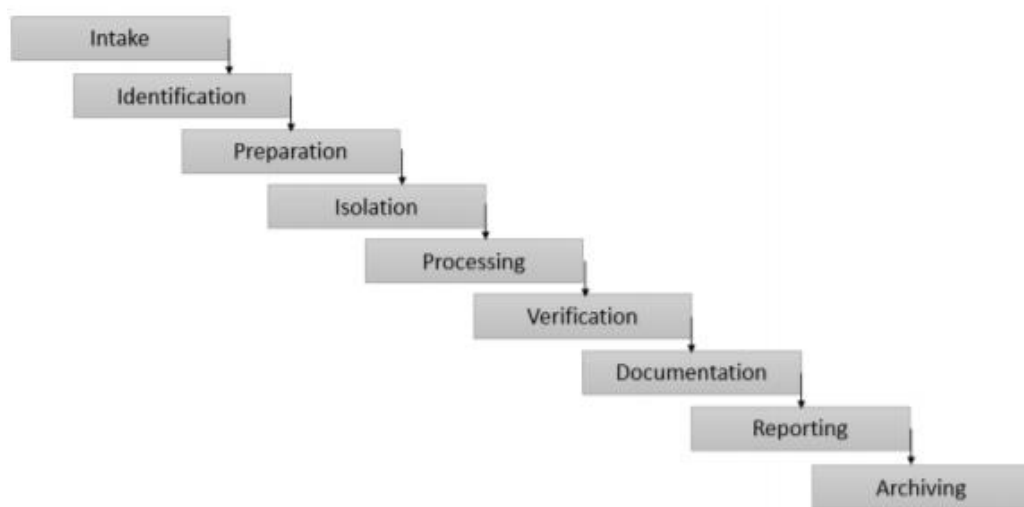 Intake
Identification
Preparation
Isolation
Processing
Verification
Documentation
Reporting
Archiving